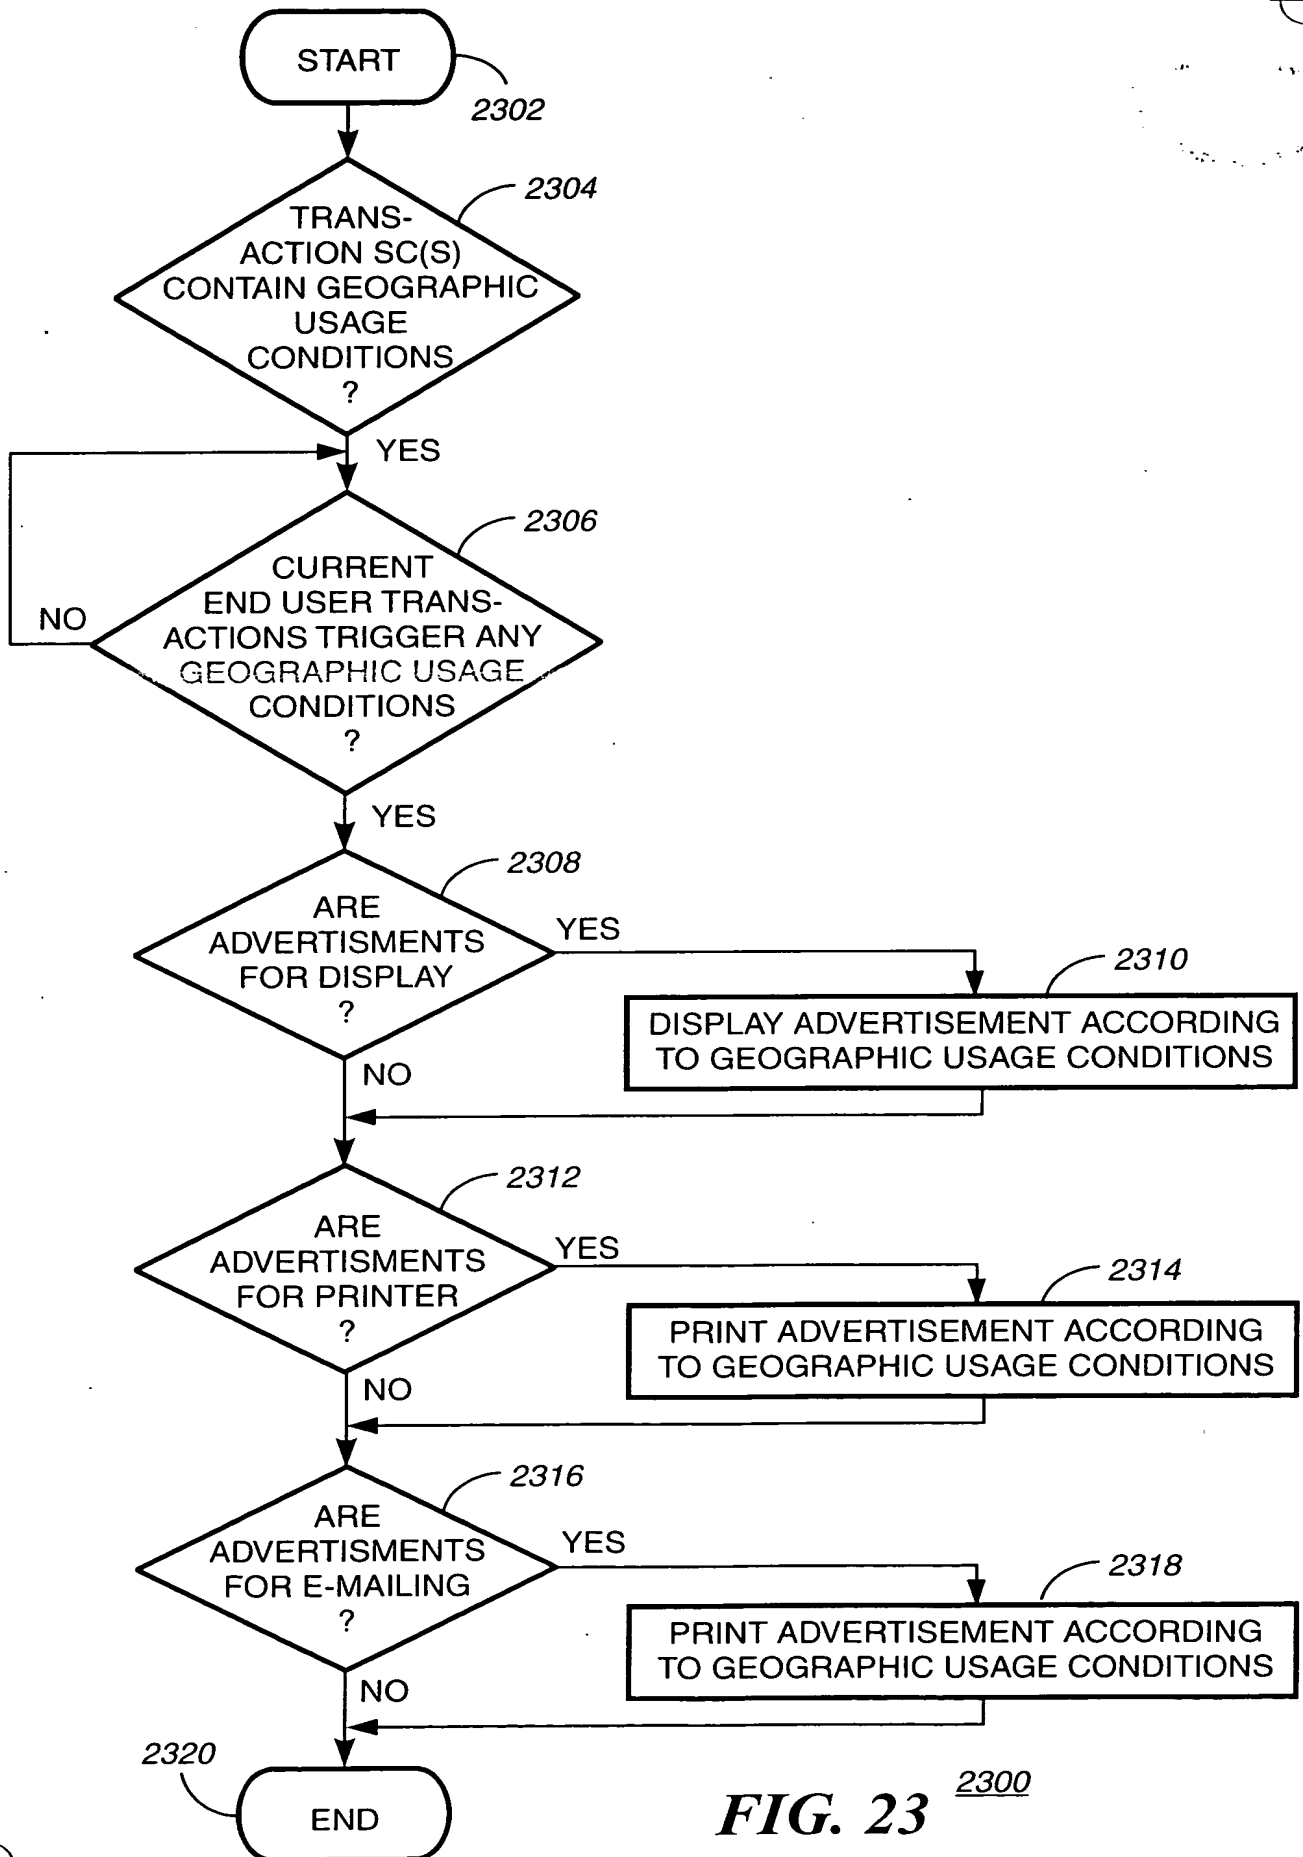 START
2302
2304
TRANS-
ACTION SC(S)
CONTAIN GEOGRAPHIC
USAGE
CONDITIONS
?
YES
2306
CURRENT
END USER TRANS-
ACTIONS TRIGGER ANY
GEOGRAPHIC USAGE
CONDITIONS
?
NO
YES
2308
ARE
ADVERTISMENTS
FOR DISPLAY
?
YES
2310
DISPLAY ADVERTISEMENT ACCORDING
TO GEOGRAPHIC USAGE CONDITIONS
NO
2312
ARE
ADVERTISMENTS
FOR PRINTER
?
YES
2314
PRINT ADVERTISEMENT ACCORDING
TO GEOGRAPHIC USAGE CONDITIONS
NO
2316
ARE
ADVERTISMENTS
FOR E-MAILING
?
YES
2318
PRINT ADVERTISEMENT ACCORDING
TO GEOGRAPHIC USAGE CONDITIONS
NO
2320
END
FIG. 23
2300